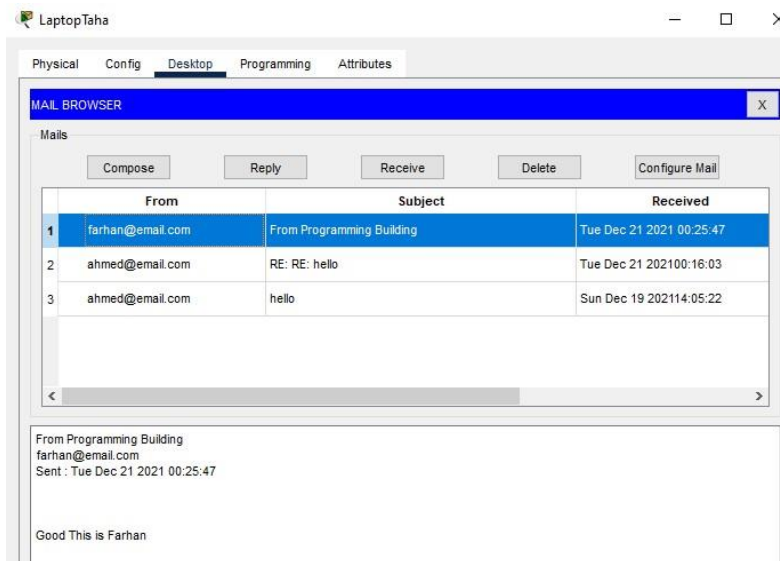 LaptopTaha
Physical Config Desktop Programming Attributes
MAIL BROWSER X
Mails
Compose Reply Receive Delete Configure Mail
From Subject Received
1 farhan@email.com From Programming Building Tue Dec 21 2021 00:25:47
2 ahmed@email.com RE: RE: hello Tue Dec 21 202100:16:03
3 ahmed@email.com hello Sun Dec 19 202114:05:22
From Programming Building
farhan@email.com
Sent : Tue Dec 21 2021 00:25:47
Good This is Farhan